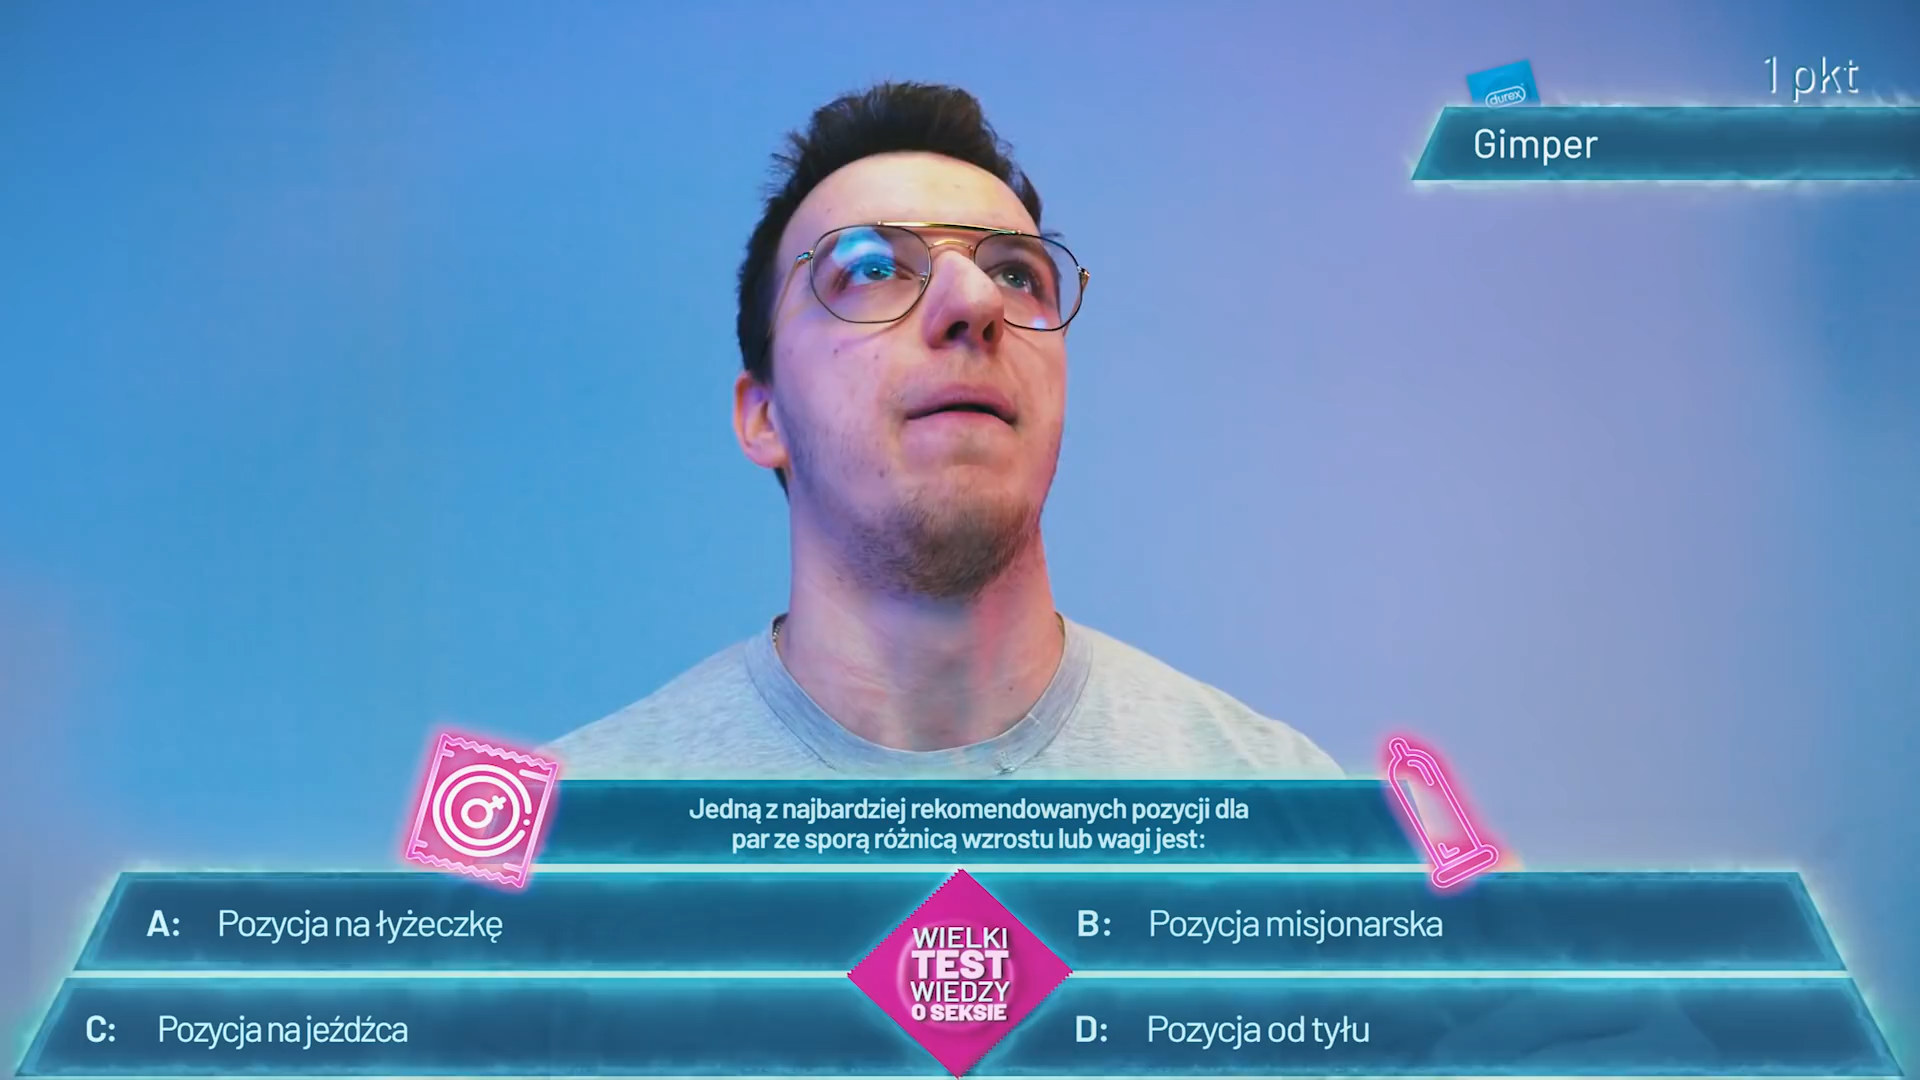 1 pkt
durex
Gimper
Jedną z najbardziej rekomendowanych pozycji dla
par ze sporą różnicą wzrostu lub wagi jest:
A: Pozycja na łyżeczkę
B: Pozycja misjonarska
WIELKI
TEST
WIEDZY
O SEKSIE
C: Pozycja na jeźdźca
D: Pozycja od tyłu